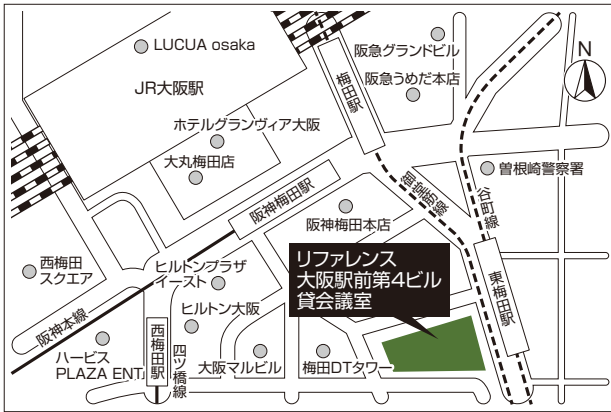 LUCUA osaka
JR大阪駅
阪急グランドビル
阪急うめだ本店
N
梅田駅
ホテルグランヴィア大阪
大丸梅田店
御堂筋線
谷町線
曽根崎警察署
阪神梅田駅
阪神梅田本店
西梅田
スクエア
ヒルトンプラザ
イースト
リファレンス
大阪駅前第4ビル
貸会議室
東梅田駅
阪神本線
ハービス
PLAZA ENT.
西梅田駅
四ツ橋線
ヒルトン大阪
大阪マルビル
梅田DTタワー